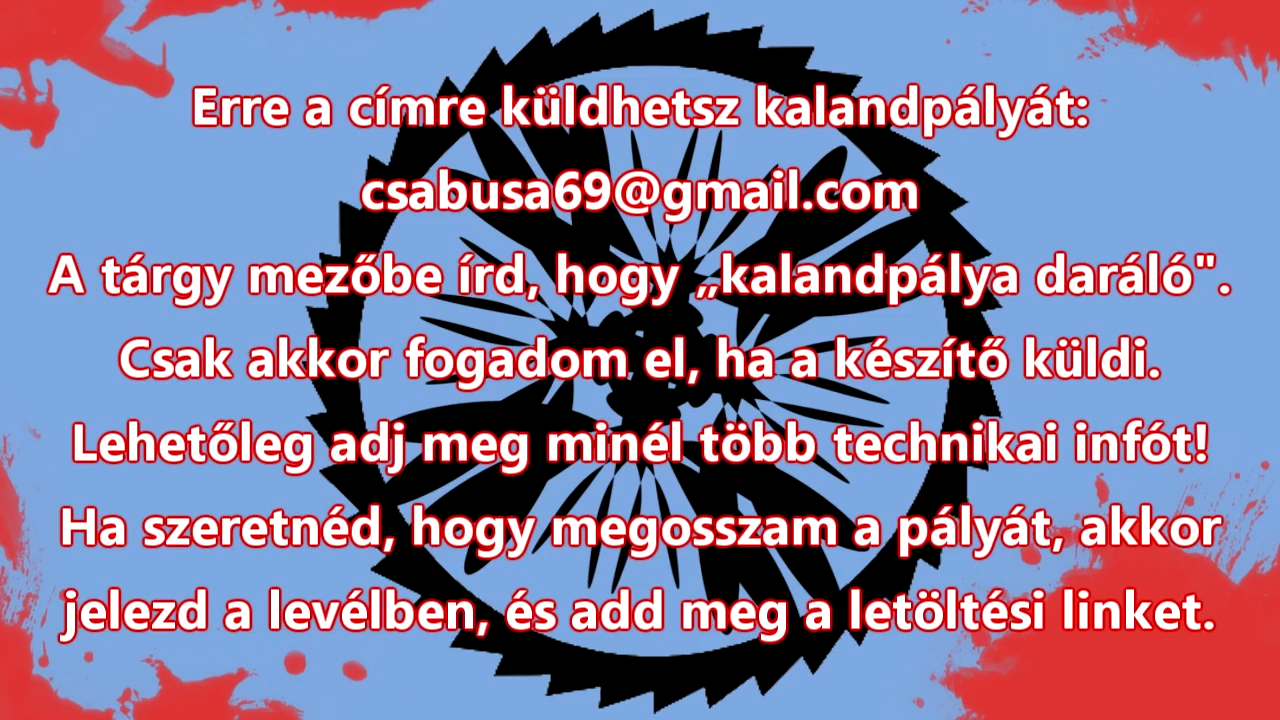 Erre a címre küldhetsz kalandpályát:
csabusa69@gmail.com
A tárgy mezőbe írd, hogy „kalandpálya daráló".
Csak akkor fogadom el, ha a készítő küldi.
Lehetőleg adj meg minél több technikai infót!
Ha szeretnéd, hogy megosszam a pályát, akkor
jelezd a levélben, és add meg a letöltési linket.